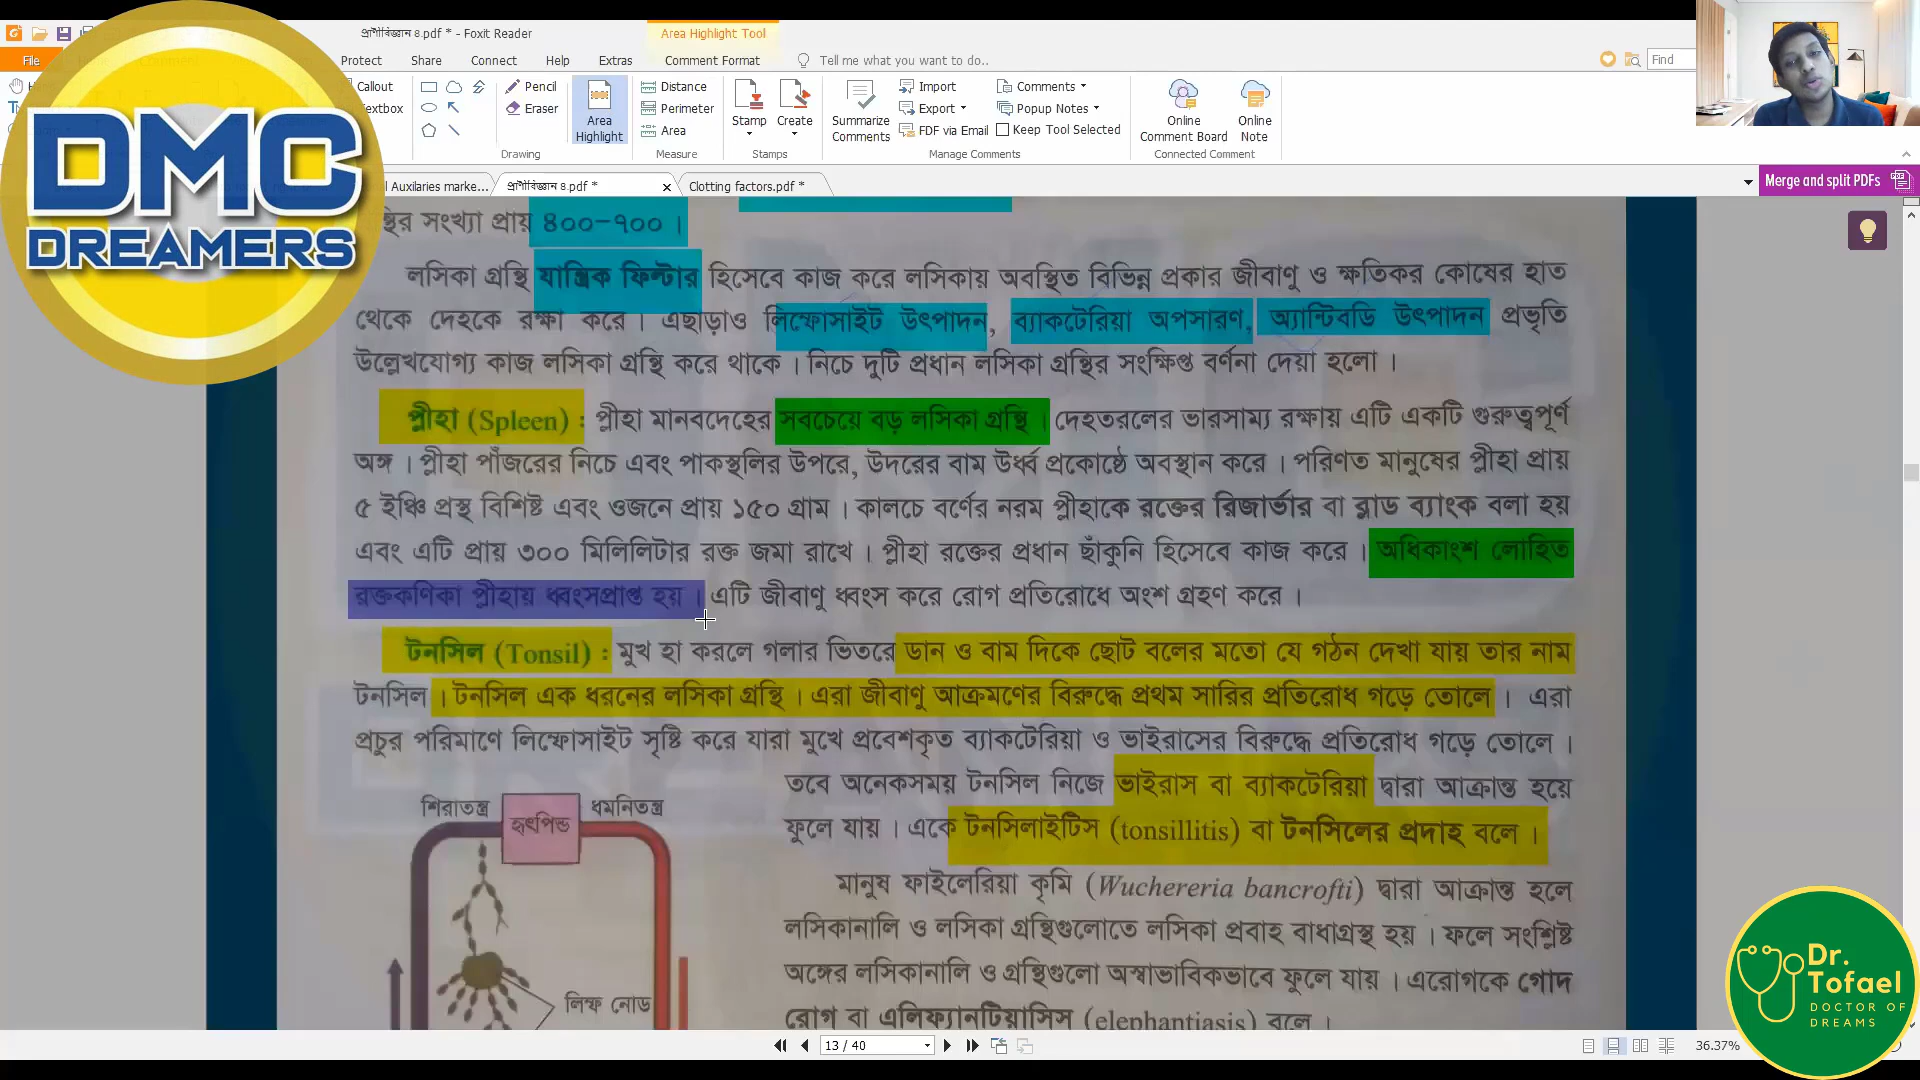 প্রাণীবিজ্ঞান ৪.pdf * - Foxit Reader
Area Highlight Tool
File
Protect
Share
Connect
Help
Extras
Comment Format
Tell me what you want to do..
Find
Callout
Pencil
Eraser
Area Highlight
Distance
Perimeter
Area
Stamp
Create
Summarize Comments
Import
Export
FDF via Email
Comments
Popup Notes
Keep Tool Selected
Online Comment Board
Online Note
Drawing
Measure
Stamps
Manage Comments
Connected Comment
Auxilaries marke...
প্রাণীবিজ্ঞান ৪.pdf *
Clotting factors.pdf *
Merge and split PDFs
DMC
DREAMERS
সংখ্যা প্রায় ৪০০-৭০০ ।
লসিকা গ্রন্থি যান্ত্রিক ফিল্টার হিসেবে কাজ করে লসিকায় অবস্থিত বিভিন্ন প্রকার জীবাণু ও ক্ষতিকর কোষের হাত
থেকে দেহকে রক্ষা করে । এছাড়াও লিম্ফোসাইট উৎপাদন, ব্যাকটেরিয়া অপসারণ, অ্যান্টিবডি উৎপাদন প্রভৃতি
উল্লেখযোগ্য কাজ লসিকা গ্রন্থি করে থাকে । নিচে দুটি প্রধান লসিকা গ্রন্থির সংক্ষিপ্ত বর্ণনা দেয়া হলো ।
প্লীহা (Spleen) : প্লীহা মানবদেহের সবচেয়ে বড় লসিকা গ্রন্থি । দেহতরলের ভারসাম্য রক্ষায় এটি একটি গুরুত্বপূর্ণ
অঙ্গ । প্লীহা পাঁজরের নিচে এবং পাকস্থলির উপরে, উদরের বাম উর্ধ্ব প্রকোষ্ঠে অবস্থান করে । পরিণত মানুষের প্লীহা প্রায়
৫ ইঞ্চি প্রস্থ বিশিষ্ট এবং ওজনে প্রায় ১৫০ গ্রাম । কালচে বর্ণের নরম প্লীহাকে রক্তের রিজার্ভার বা ব্লাড ব্যাংক বলা হয়
এবং এটি প্রায় ৩০০ মিলিলিটার রক্ত জমা রাখে । প্লীহা রক্তের প্রধান ছাঁকুনি হিসেবে কাজ করে । অধিকাংশ লোহিত
রক্তকণিকা প্লীহায় ধ্বংসপ্রাপ্ত হয় । এটি জীবাণু ধ্বংস করে রোগ প্রতিরোধে অংশ গ্রহণ করে ।
টনসিল (Tonsil) : মুখ হা করলে গলার ভিতরে ডান ও বাম দিকে ছোট বলের মতো যে গঠন দেখা যায় তার নাম
টনসিল । টনসিল এক ধরনের লসিকা গ্রন্থি । এরা জীবাণু আক্রমণের বিরুদ্ধে প্রথম সারির প্রতিরোধ গড়ে তোলে । এরা
প্রচুর পরিমাণে লিম্ফোসাইট সৃষ্টি করে যারা মুখে প্রবেশকৃত ব্যাকটেরিয়া ও ভাইরাসের বিরুদ্ধে প্রতিরোধ গড়ে তোলে ।
তবে অনেকসময় টনসিল নিজে ভাইরাস বা ব্যাকটেরিয়া দ্বারা আক্রান্ত হয়ে
ফুলে যায় । একে টনসিলাইটিস (tonsillitis) বা টনসিলের প্রদাহ বলে ।
মানুষ ফাইলেরিয়া কৃমি (Wuchereria bancrofti) দ্বারা আক্রান্ত হলে
লসিকানালি ও লসিকা গ্রন্থিগুলোতে লসিকা প্রবাহ বাধাগ্রস্থ হয় । ফলে সংশ্লিষ্ট
অঙ্গের লসিকানালি ও গ্রন্থিগুলো অস্বাভাবিকভাবে ফুলে যায় । এরোগকে গোদ
রোগ বা এলিফ্যানটিয়াসিস (elephantiasis) বলে ।
শিরাতন্ত্র
হৃৎপিন্ড
ধমনিতন্ত্র
লিম্ফ নোড
13 / 40
36.37%
Dr.
Tofael
DOCTOR OF
DREAMS